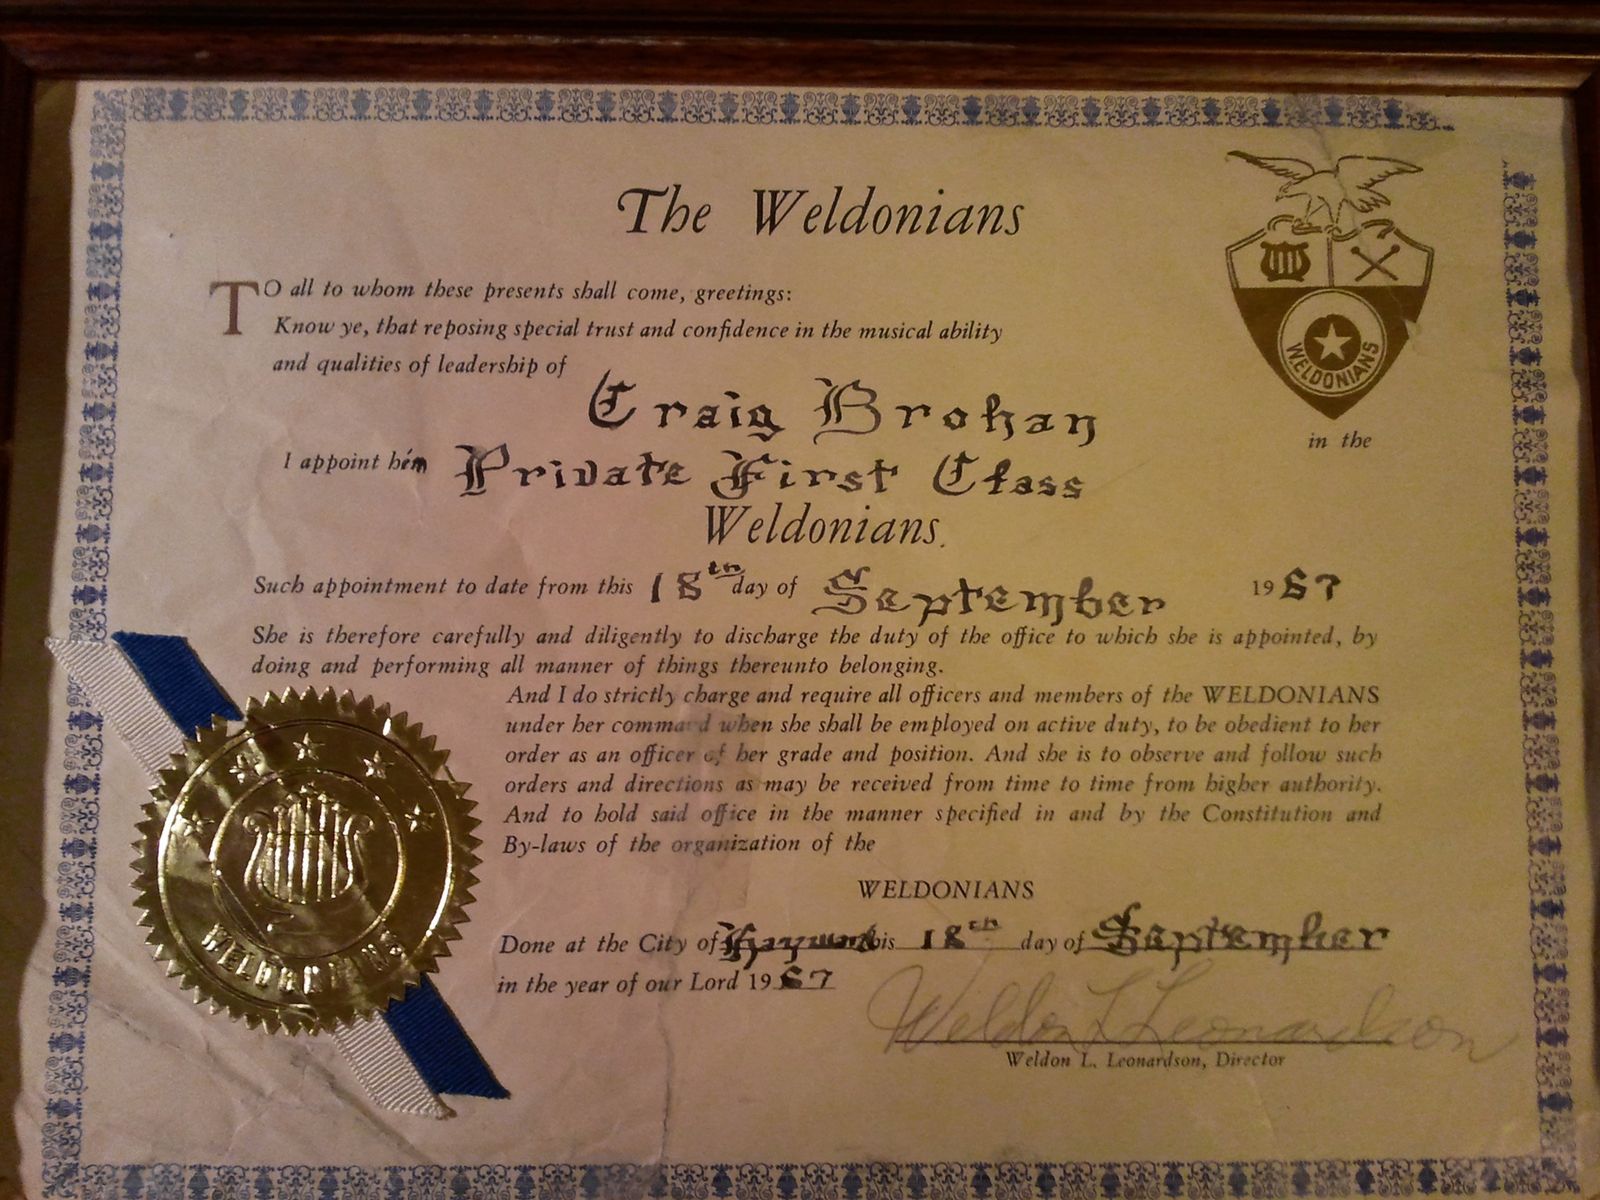 The Weldonians
TO all to whom these presents shall come, greetings:
Know ye, that reposing special trust and confidence in the musical ability
and qualities of leadership of
Craig Brohan
I appoint him Private First Class in the
Weldonians.
Such appointment to date from this 18th day of September 1967
She is therefore carefully and diligently to discharge the duty of the office to which she is appointed, by
doing and performing all manner of things thereunto belonging.
And I do strictly charge and require all officers and members of the WELDONIANS
under her command when she shall be employed on active duty, to be obedient to her
order as an officer of her grade and position. And she is to observe and follow such
orders and directions as may be received from time to time from higher authority.
And to hold said office in the manner specified in and by the Constitution and
By-laws of the organization of the
WELDONIANS
Done at the City of Hayward this 18th day of September
in the year of our Lord 1967
Weldon L Leonardson
Weldon L. Leonardson, Director
WELDONIANS
WELDONIANS